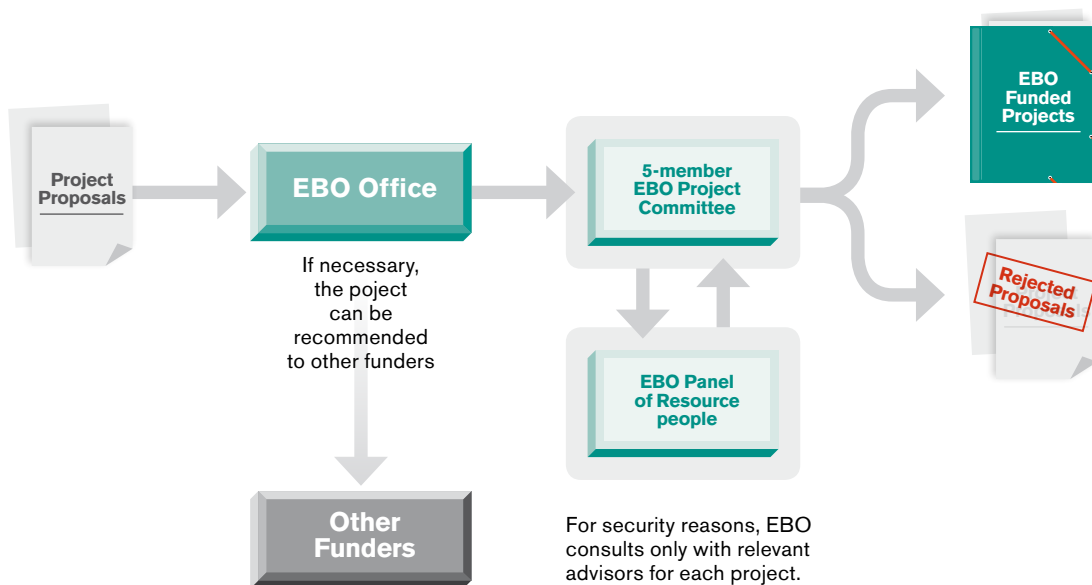 Project
Proposals
EBO Office
If necessary,
the poject
can be
recommended
to other funders
Other
Funders
5-member
EBO Project
Committee
EBO Panel
of Resource
people
For security reasons, EBO
consults only with relevant
advisors for each project.
EBO
Funded
Projects
Rejected
Proposals